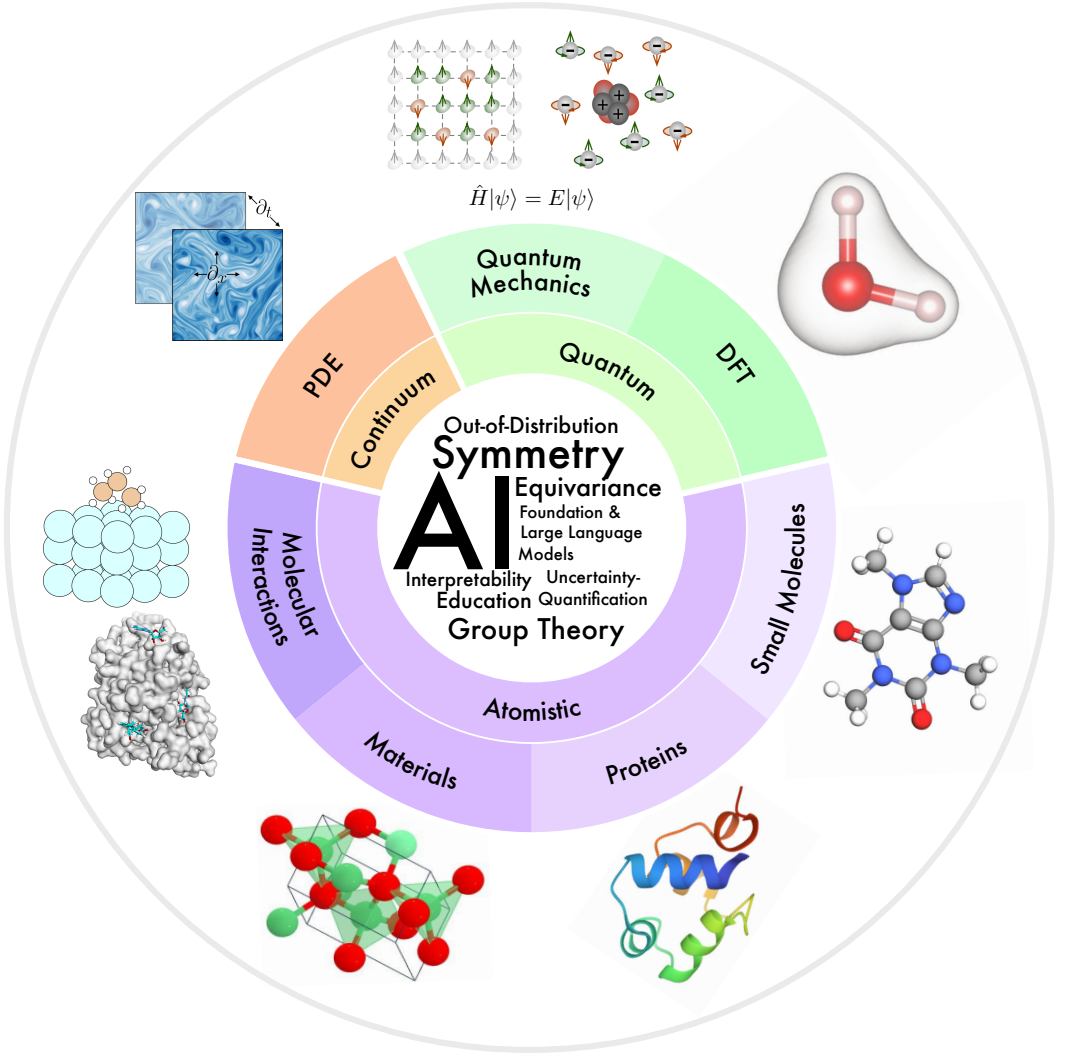 Ĥ|ψ⟩ = E|ψ⟩
∂t
∂x
Quantum
Mechanics
DFT
PDE
Quantum
Continuum
Out-of-Distribution
Symmetry
AI
Equivariance
Foundation &
Large Language
Models
Interpretability
Uncertainty-
Education
Quantification
Group Theory
Molecular
Interactions
Small Molecules
Atomistic
Materials
Proteins